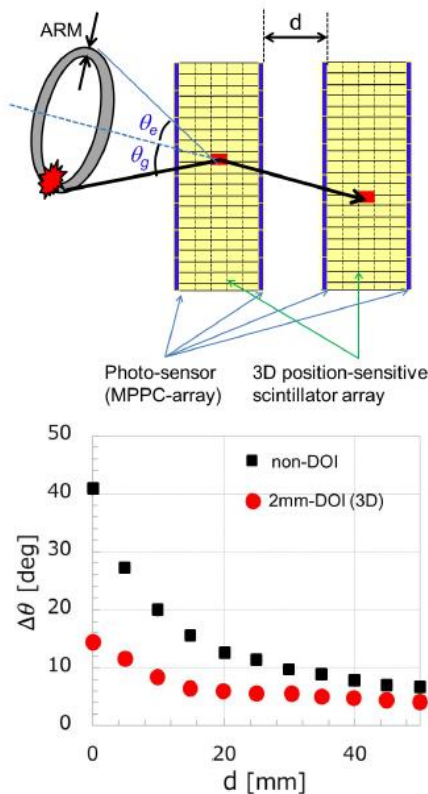 ARM
d
θe
θg
Photo-sensor
(MPPC-array)
3D position-sensitive
scintillator array
50
40
30
20
10
0
Δθ [deg]
non-DOI
2mm-DOI (3D)
0
20
40
d [mm]